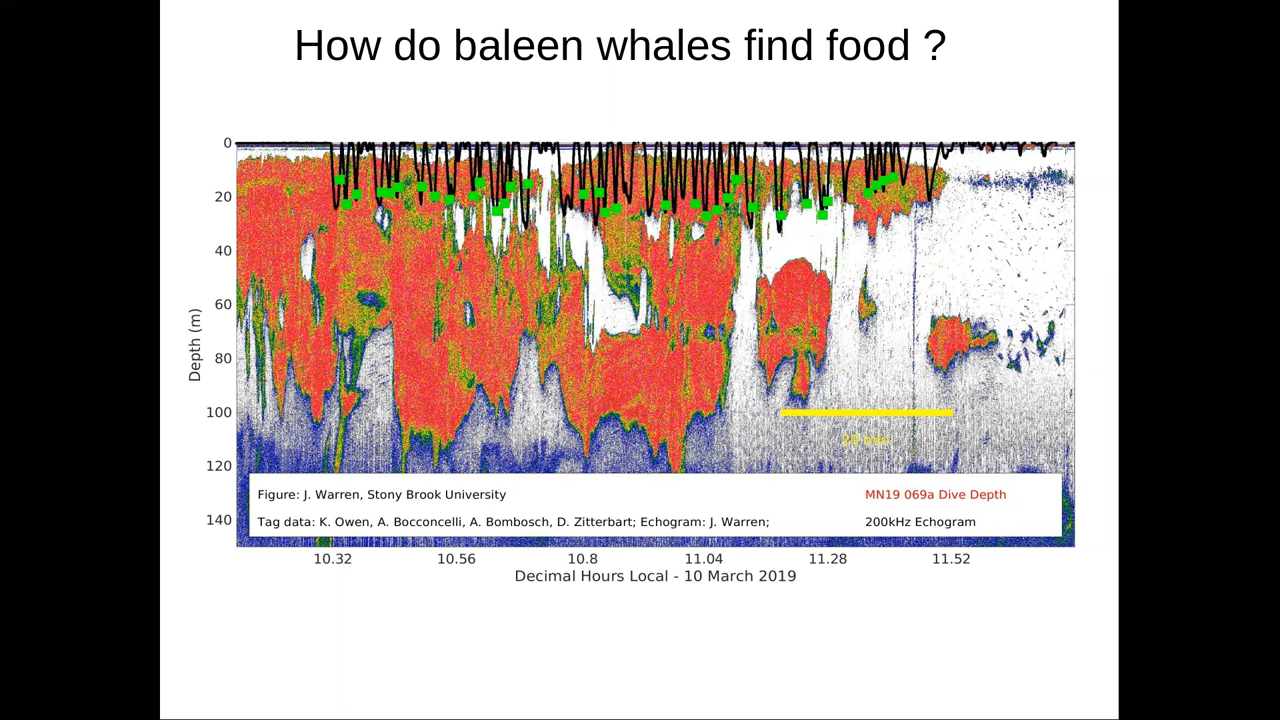 How do baleen whales find food ?
0
20
40
60
80
100
120
140
Depth (m)
20 min
Figure: J. Warren, Stony Brook University
MN19 069a Dive Depth
Tag data: K. Owen, A. Bocconcelli, A. Bombosch, D. Zitterbart; Echogram: J. Warren;
200kHz Echogram
10.32 10.56 10.8 11.04 11.28 11.52
Decimal Hours Local - 10 March 2019